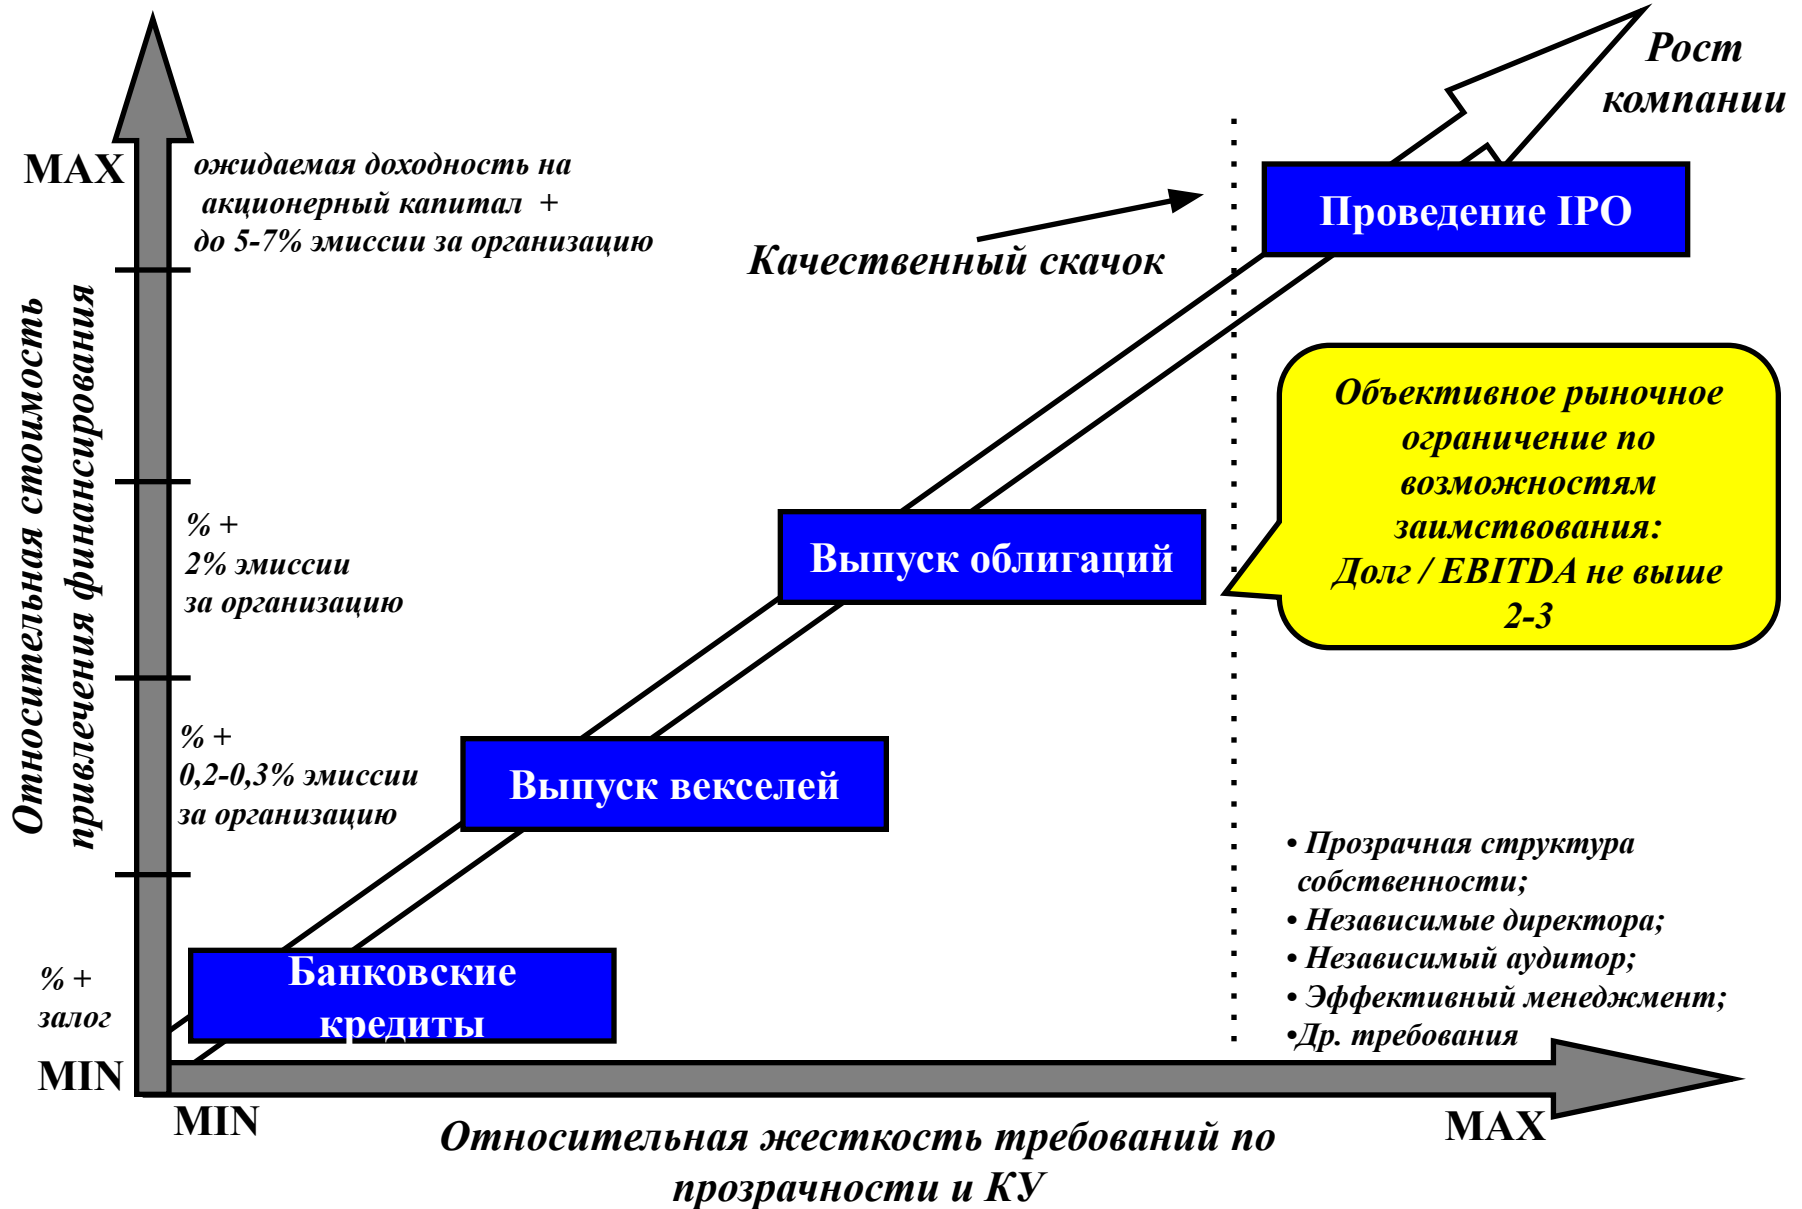 Рост
компании
MAX
ожидаемая доходность на
акционерный капитал +
до 5-7% эмиссии за организацию
Проведение IPO
Качественный скачок
Относительная стоимость
привлечения финансирования
Объективное рыночное
ограничение по
возможностям
заимствования:
Долг / EBITDA не выше
2-3
% +
2% эмиссии
за организацию
Выпуск облигаций
% +
0,2-0,3% эмиссии
за организацию
Выпуск векселей
• Прозрачная структура
собственности;
• Независимые директора;
• Независимый аудитор;
• Эффективный менеджмент;
•Др. требования
% +
залог
Банковские
кредиты
MIN
MIN
MAX
Относительная жесткость требований по
прозрачности и КУ